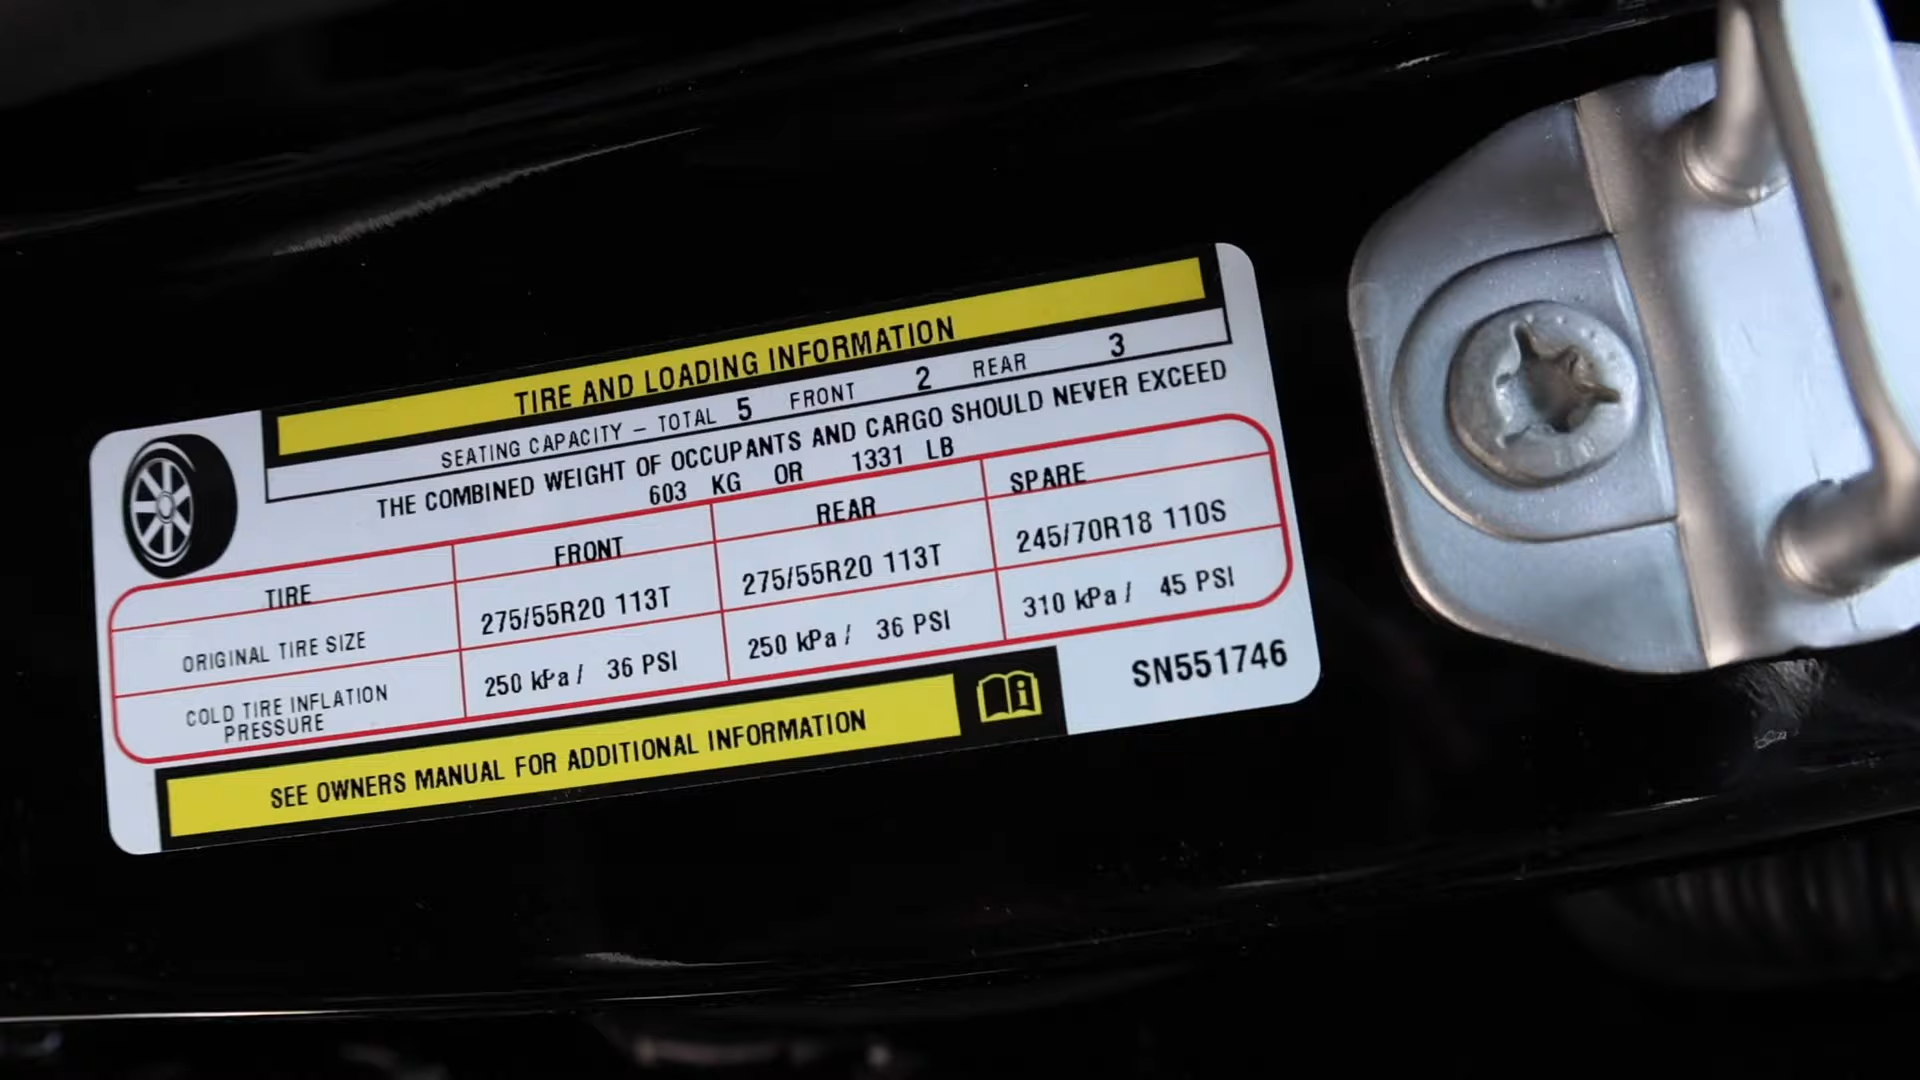 TIRE AND LOADING INFORMATION
SEATING CAPACITY – TOTAL 5 FRONT 2 REAR 3
THE COMBINED WEIGHT OF OCCUPANTS AND CARGO SHOULD NEVER EXCEED
603 KG OR 1331 LB
TIRE FRONT REAR SPARE
ORIGINAL TIRE SIZE 275/55R20 113T 275/55R20 113T 245/70R18 110S
COLD TIRE INFLATION PRESSURE 250 kPa / 36 PSI 250 kPa / 36 PSI 310 kPa / 45 PSI
SEE OWNERS MANUAL FOR ADDITIONAL INFORMATION
SN551746